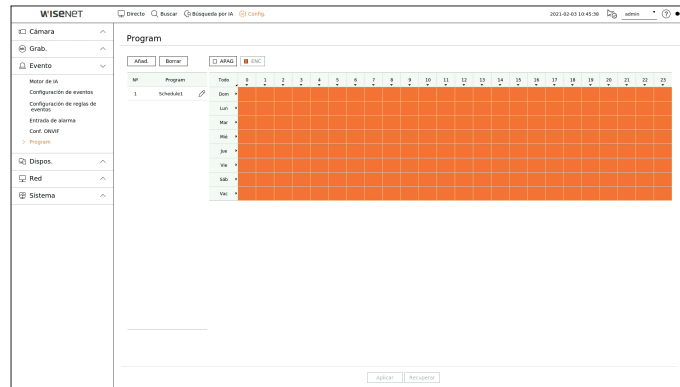 WISENET
Directo Buscar Búsqueda por IA Config. 2021-02-03 10:45:38 admin
Cámara
Grab.
Evento
Motor de IA
Configuración de eventos
Configuración de reglas de eventos
Entrada de alarma
Conf. ONVIF
Program
Dispos.
Red
Sistema
Program
Añad. Borrar APAG ENC
Nº Program Todo 0 1 2 3 4 5 6 7 8 9 10 11 12 13 14 15 16 17 18 19 20 21 22 23
1 Schedule1 Dom
Lun
Mar
Mié
Jue
Vie
Sáb
Vac
Aplicar Recuperar